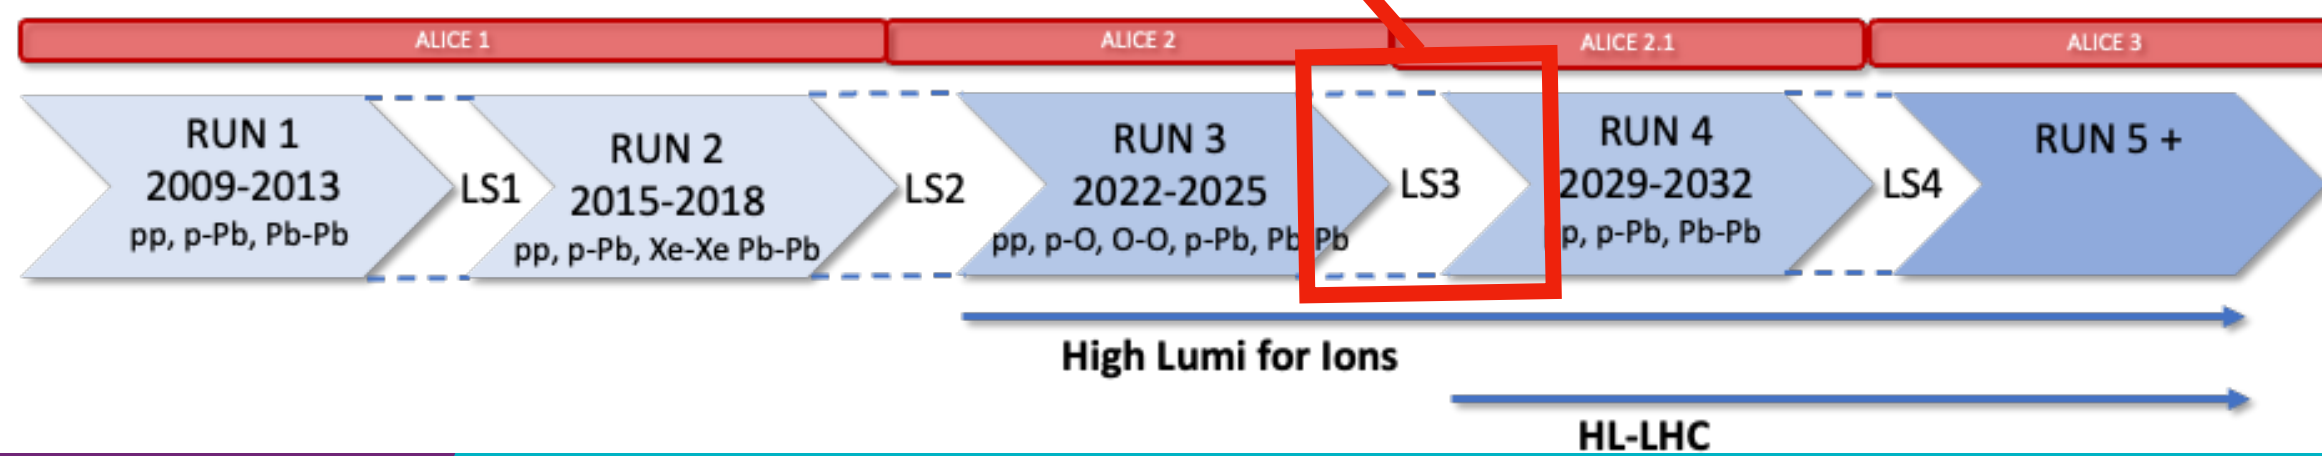 ALICE 1
ALICE 2
ALICE 2.1
ALICE 3
RUN 1
2009-2013
pp, p-Pb, Pb-Pb
LS1
RUN 2
2015-2018
pp, p-Pb, Xe-Xe Pb-Pb
LS2
RUN 3
2022-2025
pp, p-O, O-O, p-Pb, Pb Pb
LS3
RUN 4
2029-2032
p, p-Pb, Pb-Pb
LS4
RUN 5 +
High Lumi for Ions
HL-LHC